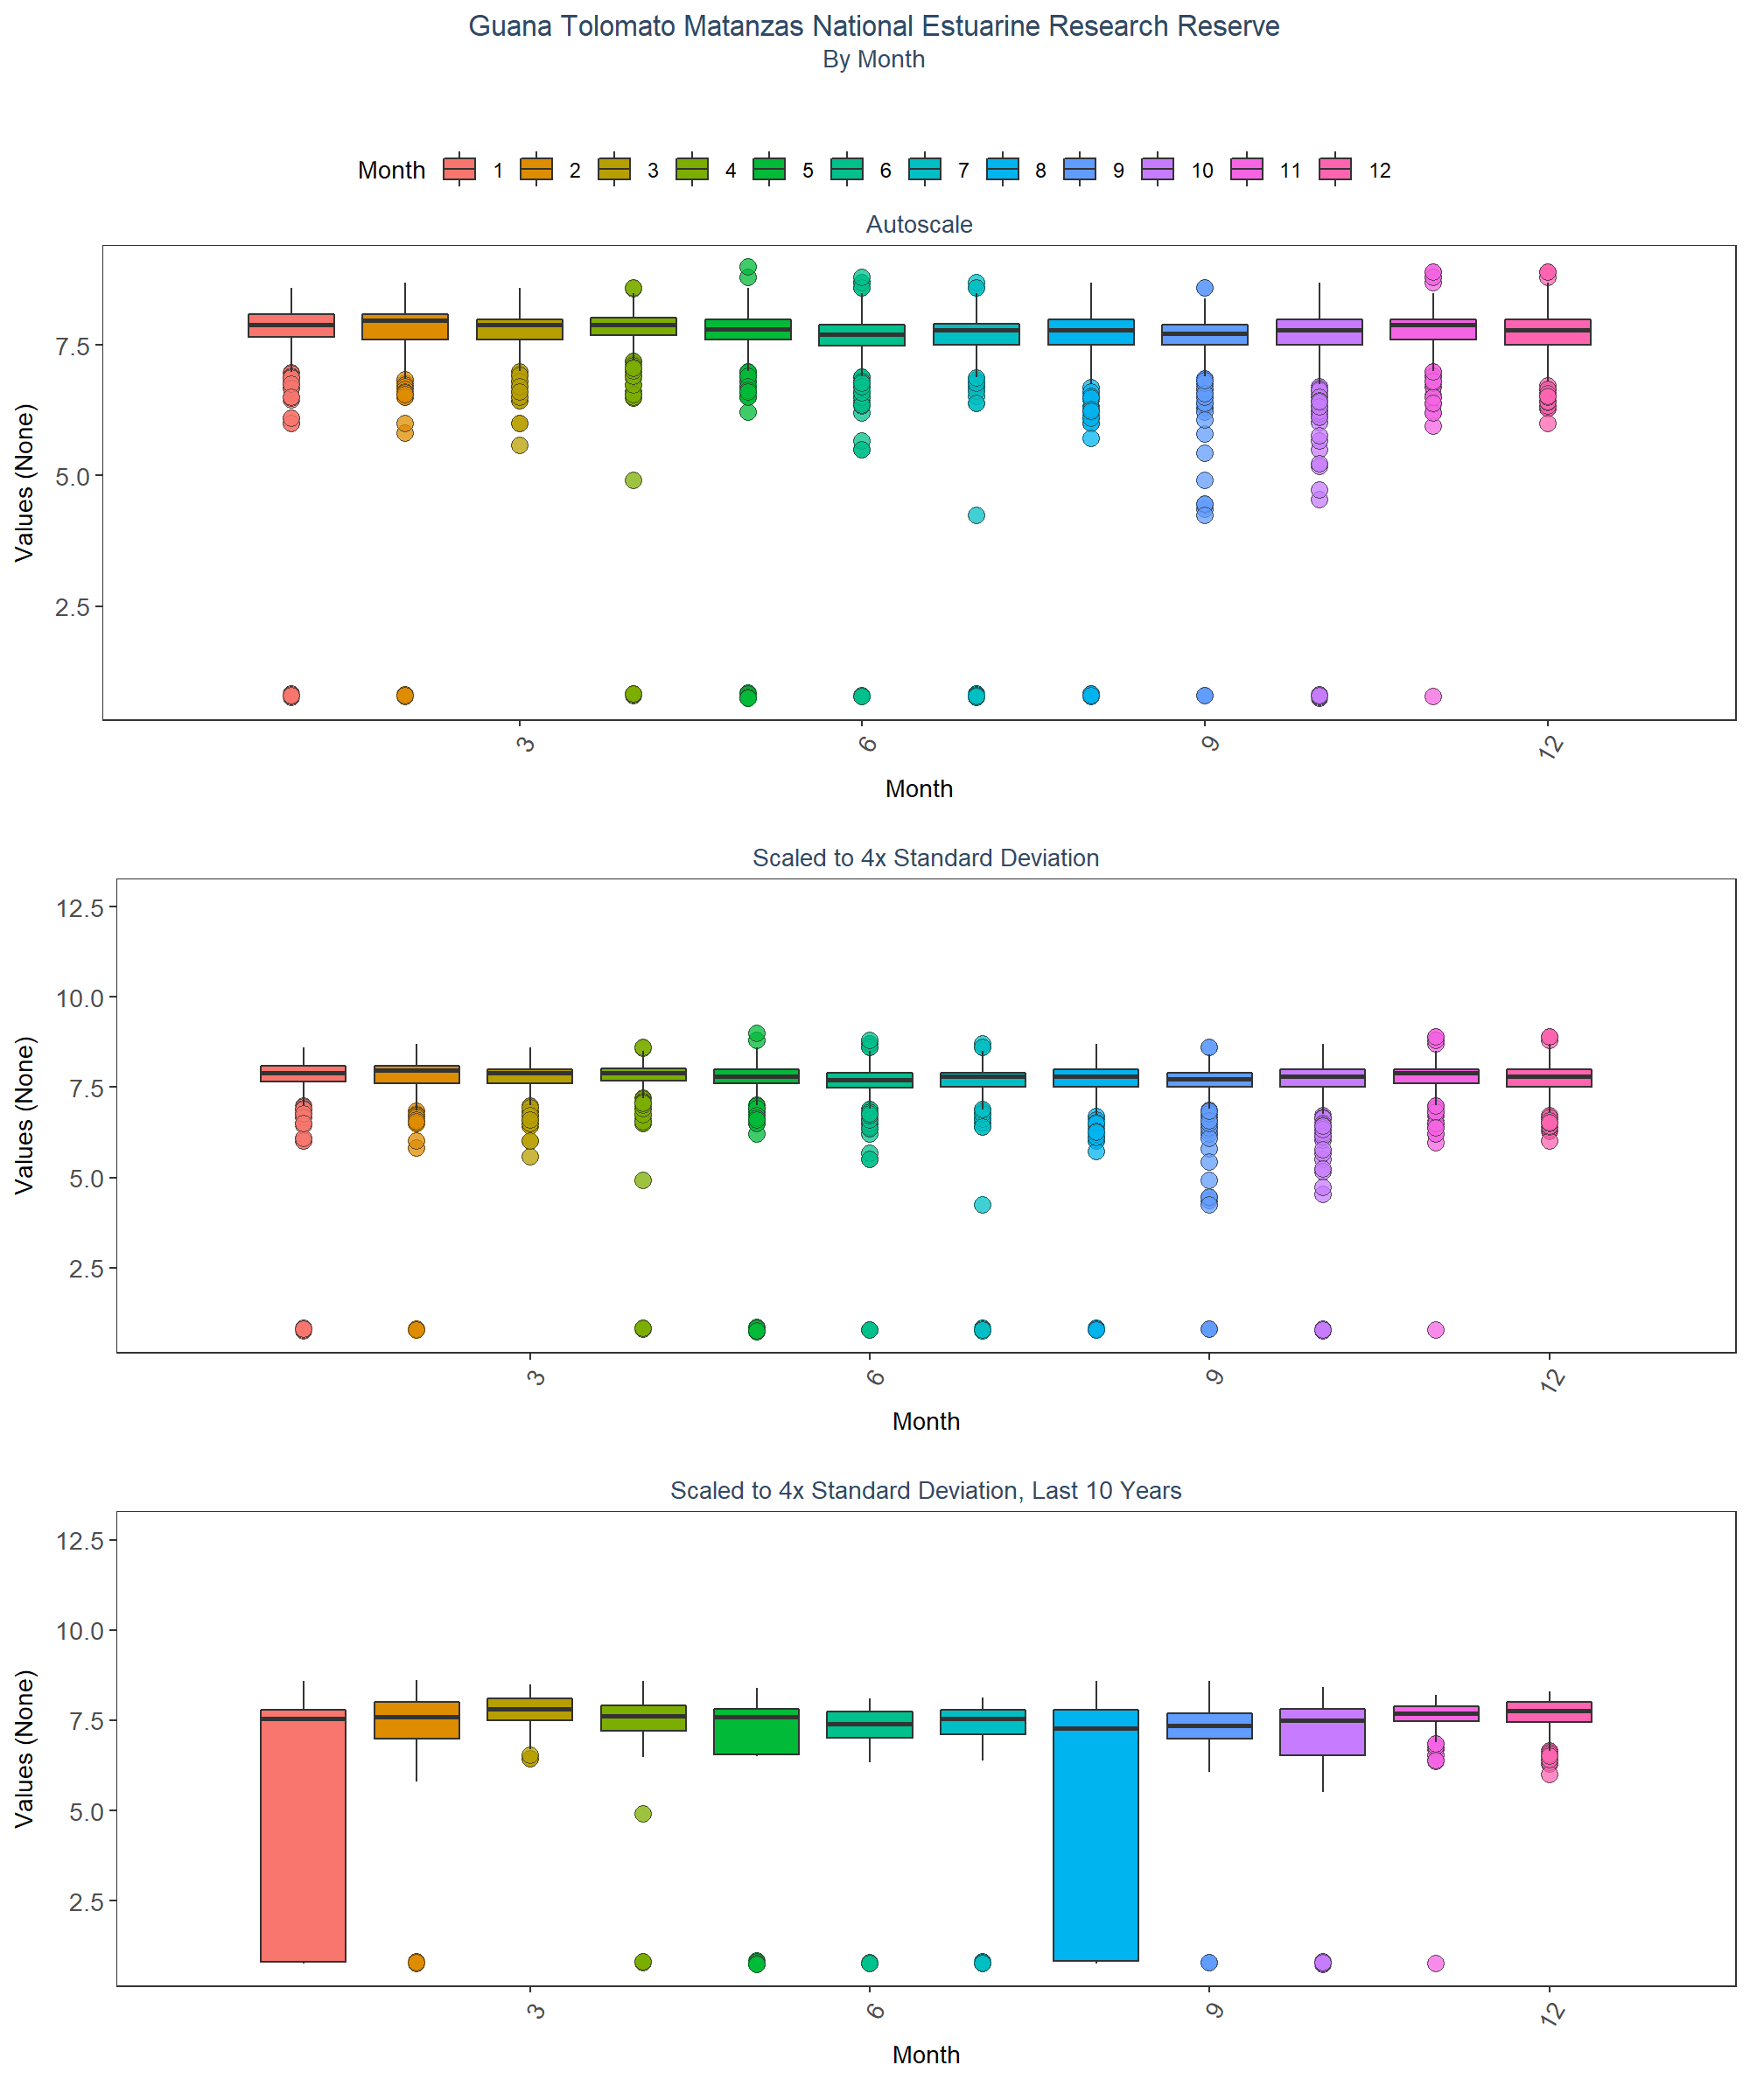 Guana Tolomato Matanzas National Estuarine Research Reserve
By Month
Month 1 2 3 4 5 6 7 8 9 10 11 12
Autoscale
Values (None)
7.5
5.0
2.5
3 6 9 12
Month
Scaled to 4x Standard Deviation
Values (None)
12.5
10.0
7.5
5.0
2.5
3 6 9 12
Month
Scaled to 4x Standard Deviation, Last 10 Years
Values (None)
12.5
10.0
7.5
5.0
2.5
3 6 9 12
Month